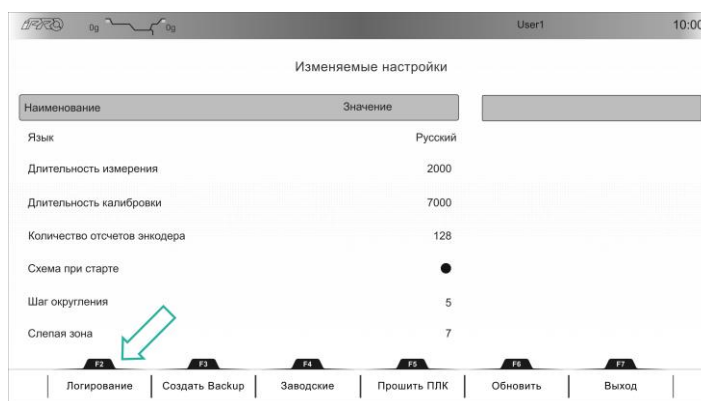 iFRO 0g 0g User1 10:00
Изменяемые настройки
Наименование Значение
Язык Русский
Длительность измерения 2000
Длительность калибровки 7000
Количество отсчетов энкодера 128
Схема при старте
Шаг округления 5
Слепая зона 7
F2 F3 F4 F5 F6 F7
Логирование Создать Backup Заводские Прошить ПЛК Обновить Выход